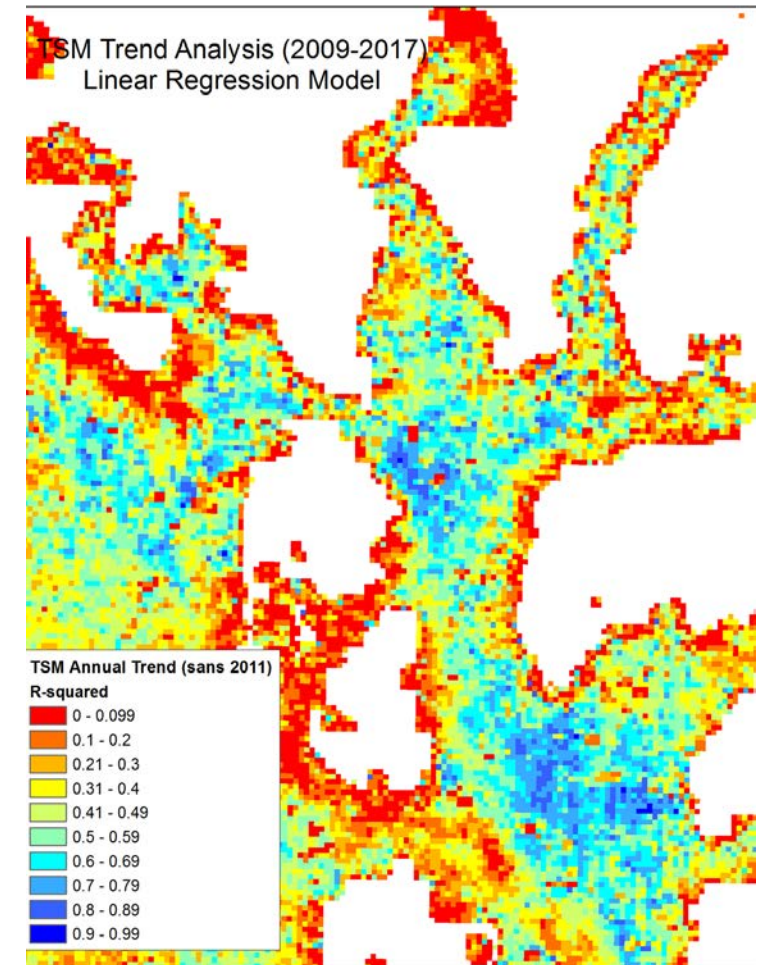 TSM Trend Analysis (2009-2017)
Linear Regression Model
TSM Annual Trend (sans 2011)
R-squared
0 - 0.099
0.1 - 0.2
0.21 - 0.3
0.31 - 0.4
0.41 - 0.49
0.5 - 0.59
0.6 - 0.69
0.7 - 0.79
0.8 - 0.89
0.9 - 0.99